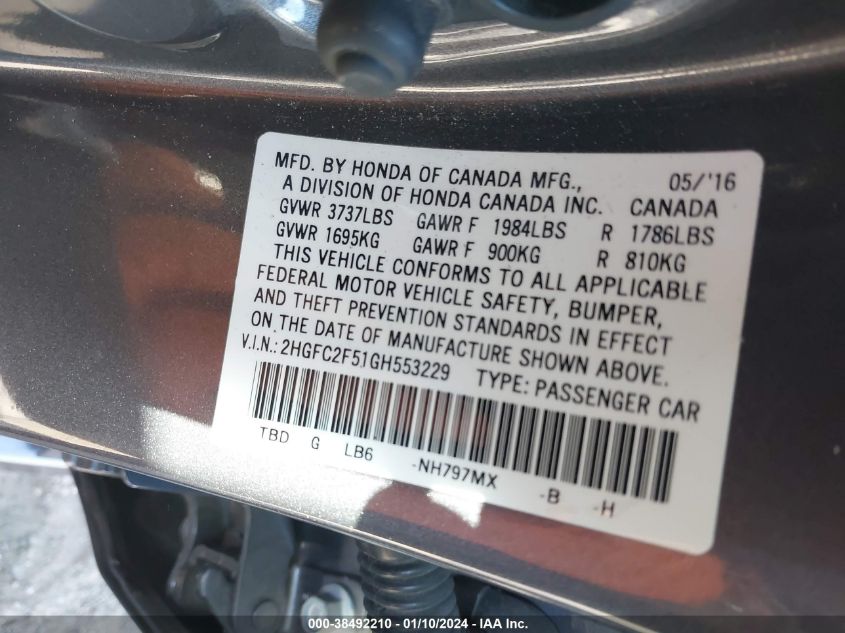 MFD. BY HONDA OF CANADA MFG., 05/'16
A DIVISION OF HONDA CANADA INC. CANADA
GVWR 3737LBS GAWR F 1984LBS R 1786LBS
GVWR 1695KG GAWR F 900KG R 810KG
THIS VEHICLE CONFORMS TO ALL APPLICABLE
FEDERAL MOTOR VEHICLE SAFETY, BUMPER,
AND THEFT PREVENTION STANDARDS IN EFFECT
ON THE DATE OF MANUFACTURE SHOWN ABOVE.
V.I.N.: 2HGFC2F51GH553229 TYPE: PASSENGER CAR
TBD G LB6 -NH797MX -B -H
000-38492210 - 01/10/2024 - IAA Inc.